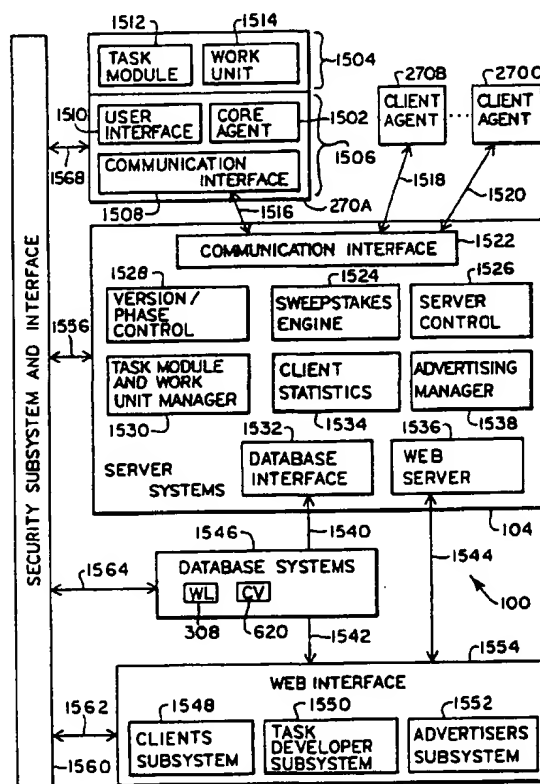 1512
1514
TASK
MODULE
WORK
UNIT
1504
270B
270C
1510
USER
INTERFACE
CORE
AGENT
1502
CLIENT
AGENT
CLIENT
AGENT
1506
COMMUNICATION
INTERFACE
1568
1518
1520
1508
1516
270A
COMMUNICATION INTERFACE
1522
1528
1524
1526
VERSION /
PHASE
CONTROL
SWEEPSTAKES
ENGINE
SERVER
CONTROL
1556
TASK MODULE
AND WORK
UNIT MANAGER
CLIENT
STATISTICS
ADVERTISING
MANAGER
1530
1534
1538
1532
1536
SERVER
SYSTEMS
DATABASE
INTERFACE
WEB
SERVER
1546
1540
104
1544
1564
DATABASE SYSTEMS
WL
CV
308
620
1542
100
1554
WEB INTERFACE
1562
1548
1550
1552
CLIENTS
SUBSYSTEM
TASK
DEVELOPER
SUBSYSTEM
ADVERTISERS
SUBSYSTEM
1560
SECURITY SUBSYSTEM AND INTERFACE